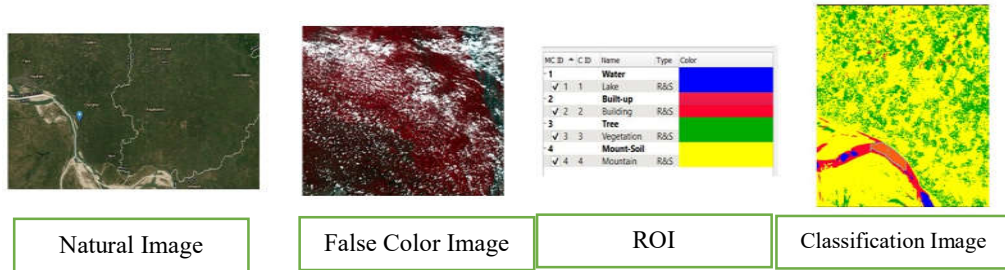 MC ID C ID Name Type Color
1 Water
1 1 Lake R&S
2 Built-up
2 2 Building R&S
3 Tree
3 3 Vegetation R&S
4 Mount-Soil
4 4 Mountain R&S
Natural Image
False Color Image
ROI
Classification Image